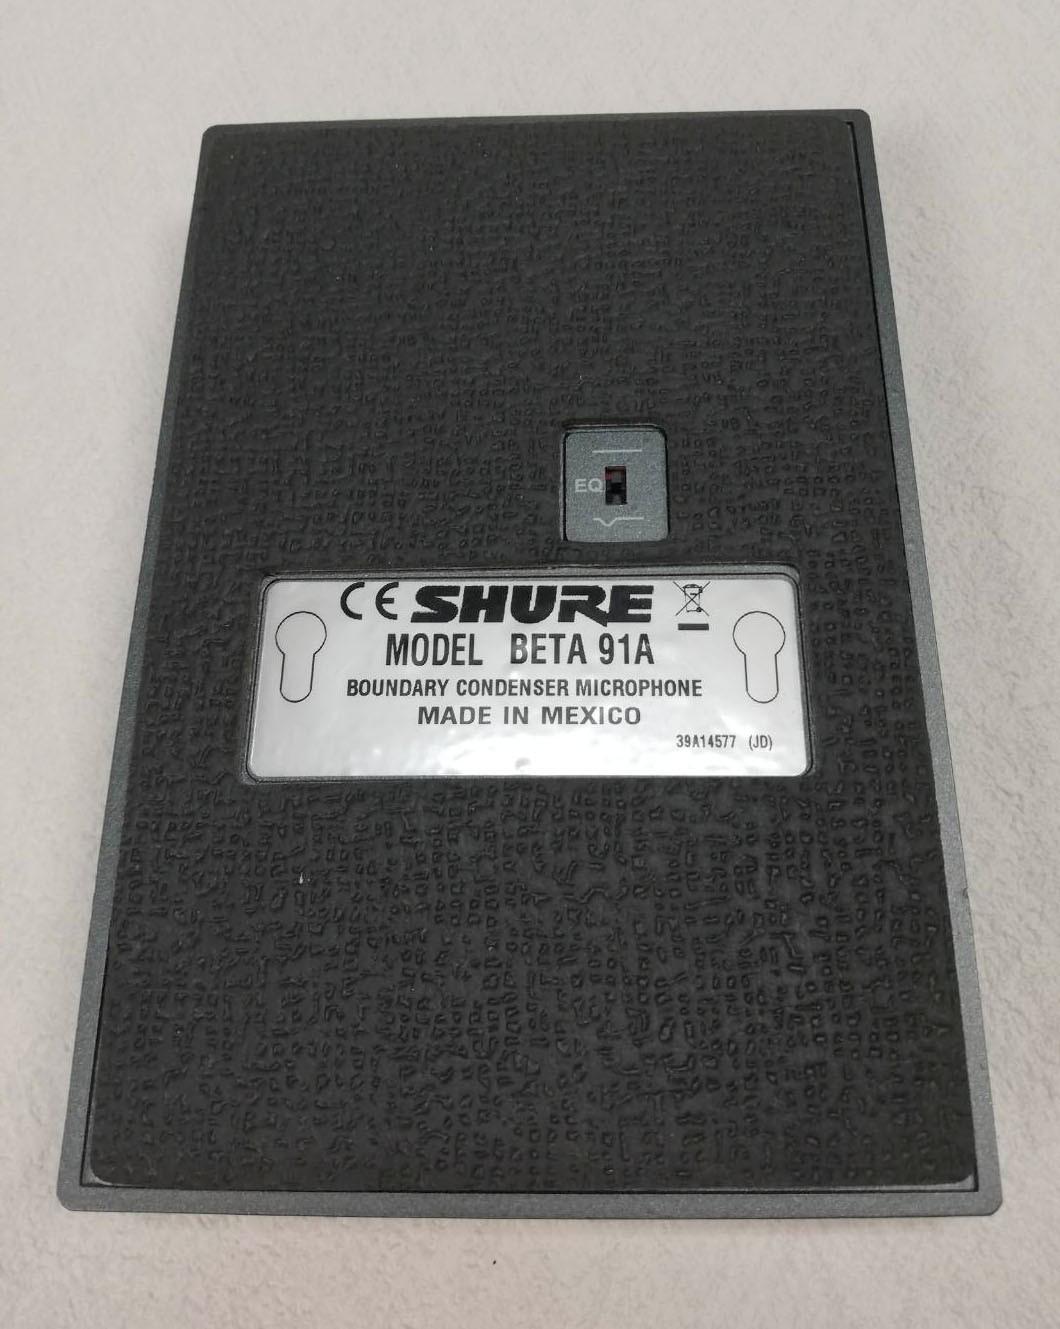 EQ
CE SHURE
MODEL BETA 91A
BOUNDARY CONDENSER MICROPHONE
MADE IN MEXICO
39A14577 (JD)